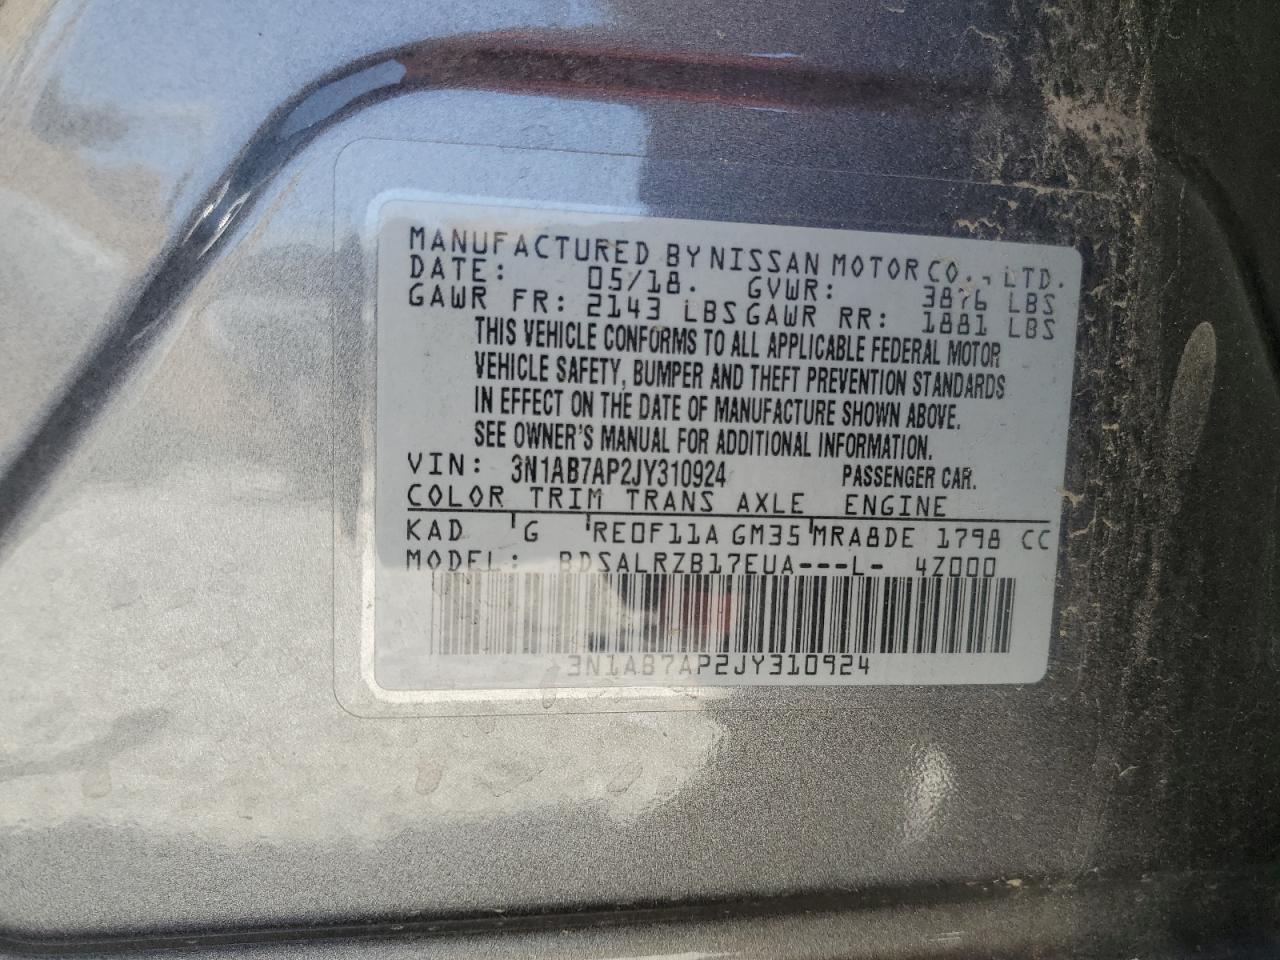 MANUFACTURED BY NISSAN MOTOR CO., LTD.
DATE: 05/18. GVWR: 3876 LBS
GAWR FR: 2143 LBS GAWR RR: 1881 LBS
THIS VEHICLE CONFORMS TO ALL APPLICABLE FEDERAL MOTOR
VEHICLE SAFETY, BUMPER AND THEFT PREVENTION STANDARDS
IN EFFECT ON THE DATE OF MANUFACTURE SHOWN ABOVE.
SEE OWNER'S MANUAL FOR ADDITIONAL INFORMATION.
VIN: 3N1AB7AP2JY310924 PASSENGER CAR.
COLOR TRIM TRANS AXLE ENGINE
KAD G RE0F11A GM35 MRA8DE 1798 CC
MODEL: BDSALRZB17EUA---L- 4Z000
3N1AB7AP2JY310924